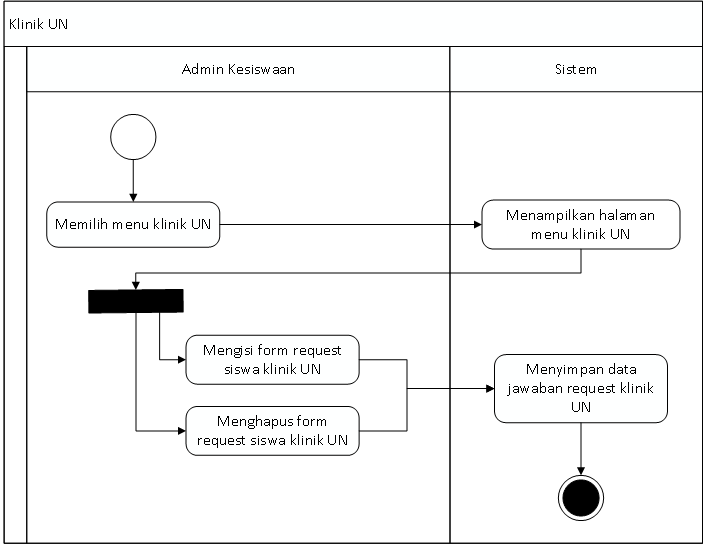 Klinik UN
Admin Kesiswaan
Sistem
Memilih menu klinik UN
Menampilkan halaman
menu klinik UN
Mengisi form request
siswa klinik UN
Menghapus form
request siswa klinik UN
Menyimpan data
jawaban request klinik
UN